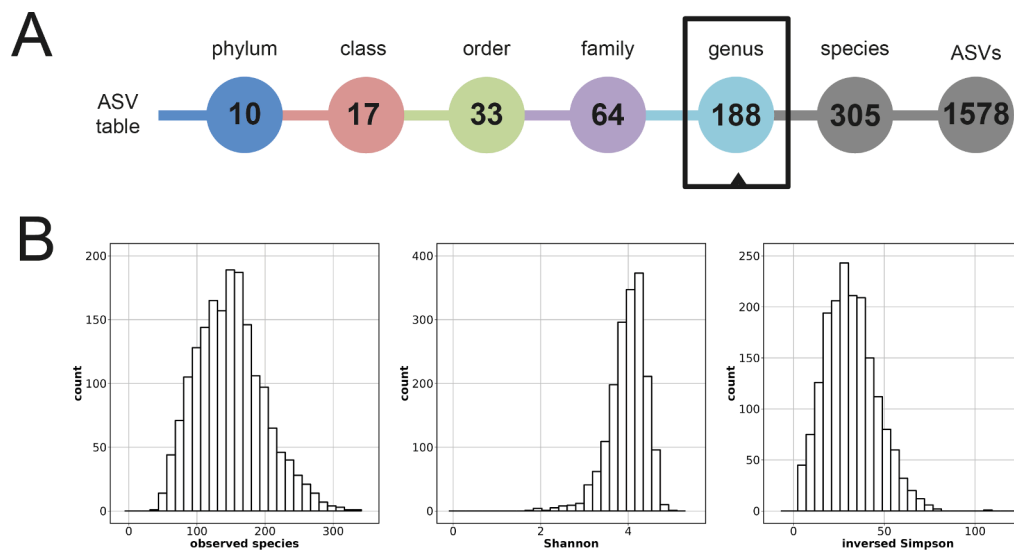 A
phylum class order family genus species ASVs
ASV
table
10 17 33 64 188 305 1578
B
200
150
100
50
0
count
0 100 200 300
observed species
400
300
200
100
0
count
0 2 4
Shannon
250
200
150
100
50
0
count
0 50 100
inversed Simpson